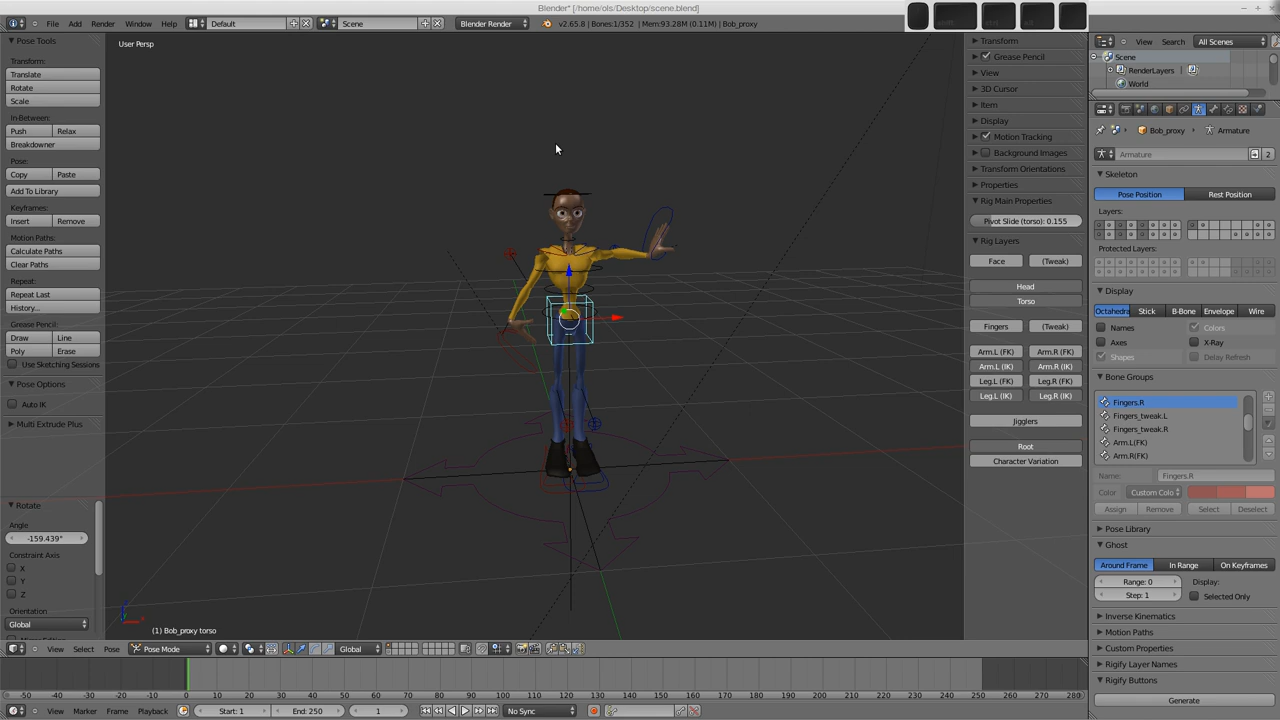 Blender* [/home/ols/Desktop/scene.blend]
File Add Render Window Help Default Scene Blender Render v2.65.8 | Bones:1/352 | Mem:93.28M (0.11M) | Bob_proxy
Pose Tools
Transform:
Translate
Rotate
Scale
In-Between:
Push Relax
Breakdowner
Pose:
Copy Paste
Add To Library
Keyframes:
Insert Remove
Motion Paths:
Calculate Paths
Clear Paths
Repeat:
Repeat Last
History...
Grease Pencil:
Draw Line
Poly Erase
Use Sketching Sessions
Pose Options
Auto IK
Multi Extrude Plus
Rotate
Angle
-159.439°
Constraint Axis
X
Y
Z
Orientation
Global
User Persp
(1) Bob_proxy torso
Transform
Grease Pencil
View
3D Cursor
Item
Display
Motion Tracking
Background Images
Transform Orientations
Properties
Rig Main Properties
Pivot Slide (torso): 0.155
Rig Layers
Face (Tweak)
Head
Torso
Fingers (Tweak)
Arm.L (FK) Arm.R (FK)
Arm.L (IK) Arm.R (IK)
Leg.L (FK) Leg.R (FK)
Leg.L (IK) Leg.R (IK)
Jigglers
Root
Character Variation
View Search All Scenes
Scene
RenderLayers
World
Bob_proxy Armature
Armature 2
Skeleton
Pose Position Rest Position
Layers:
Protected Layers:
Display
Octahedra Stick B-Bone Envelope Wire
Names Colors
Axes X-Ray
Shapes Delay Refresh
Bone Groups
Fingers.R
Fingers_tweak.L
Fingers_tweak.R
Arm.L(FK)
Arm.R(FK)
Name: Fingers.R
Color: Custom Colo
Assign Remove Select Deselect
Pose Library
Ghost
Around Frame In Range On Keyframes
Range: 0 Display:
Step: 1 Selected Only
Inverse Kinematics
Motion Paths
Custom Properties
Rigify Layer Names
Rigify Buttons
Generate
View Select Pose Pose Mode Global
-50 -40 -30 -20 -10 0 10 20 30 40 50 60 70 80 90 100 110 120 130 140 150 160 170 180 190 200 210 220 230 240 250 260 270 280
View Marker Frame Playback Start: 1 End: 250 1 No Sync